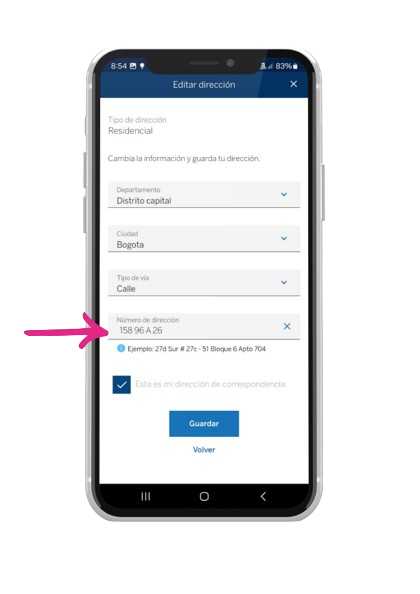 8:54
83%
Editar dirección
Tipo de dirección
Residencial
Cambia la información y guarda tu dirección.
Departamento
Distrito capital
Ciudad
Bogota
Tipo de vía
Calle
Número de dirección
158 96 A 26
Ejemplo: 27d Sur # 27c - 51 Bloque 6 Apto 704
Esta es mi dirección de correspondencia.
Guardar
Volver